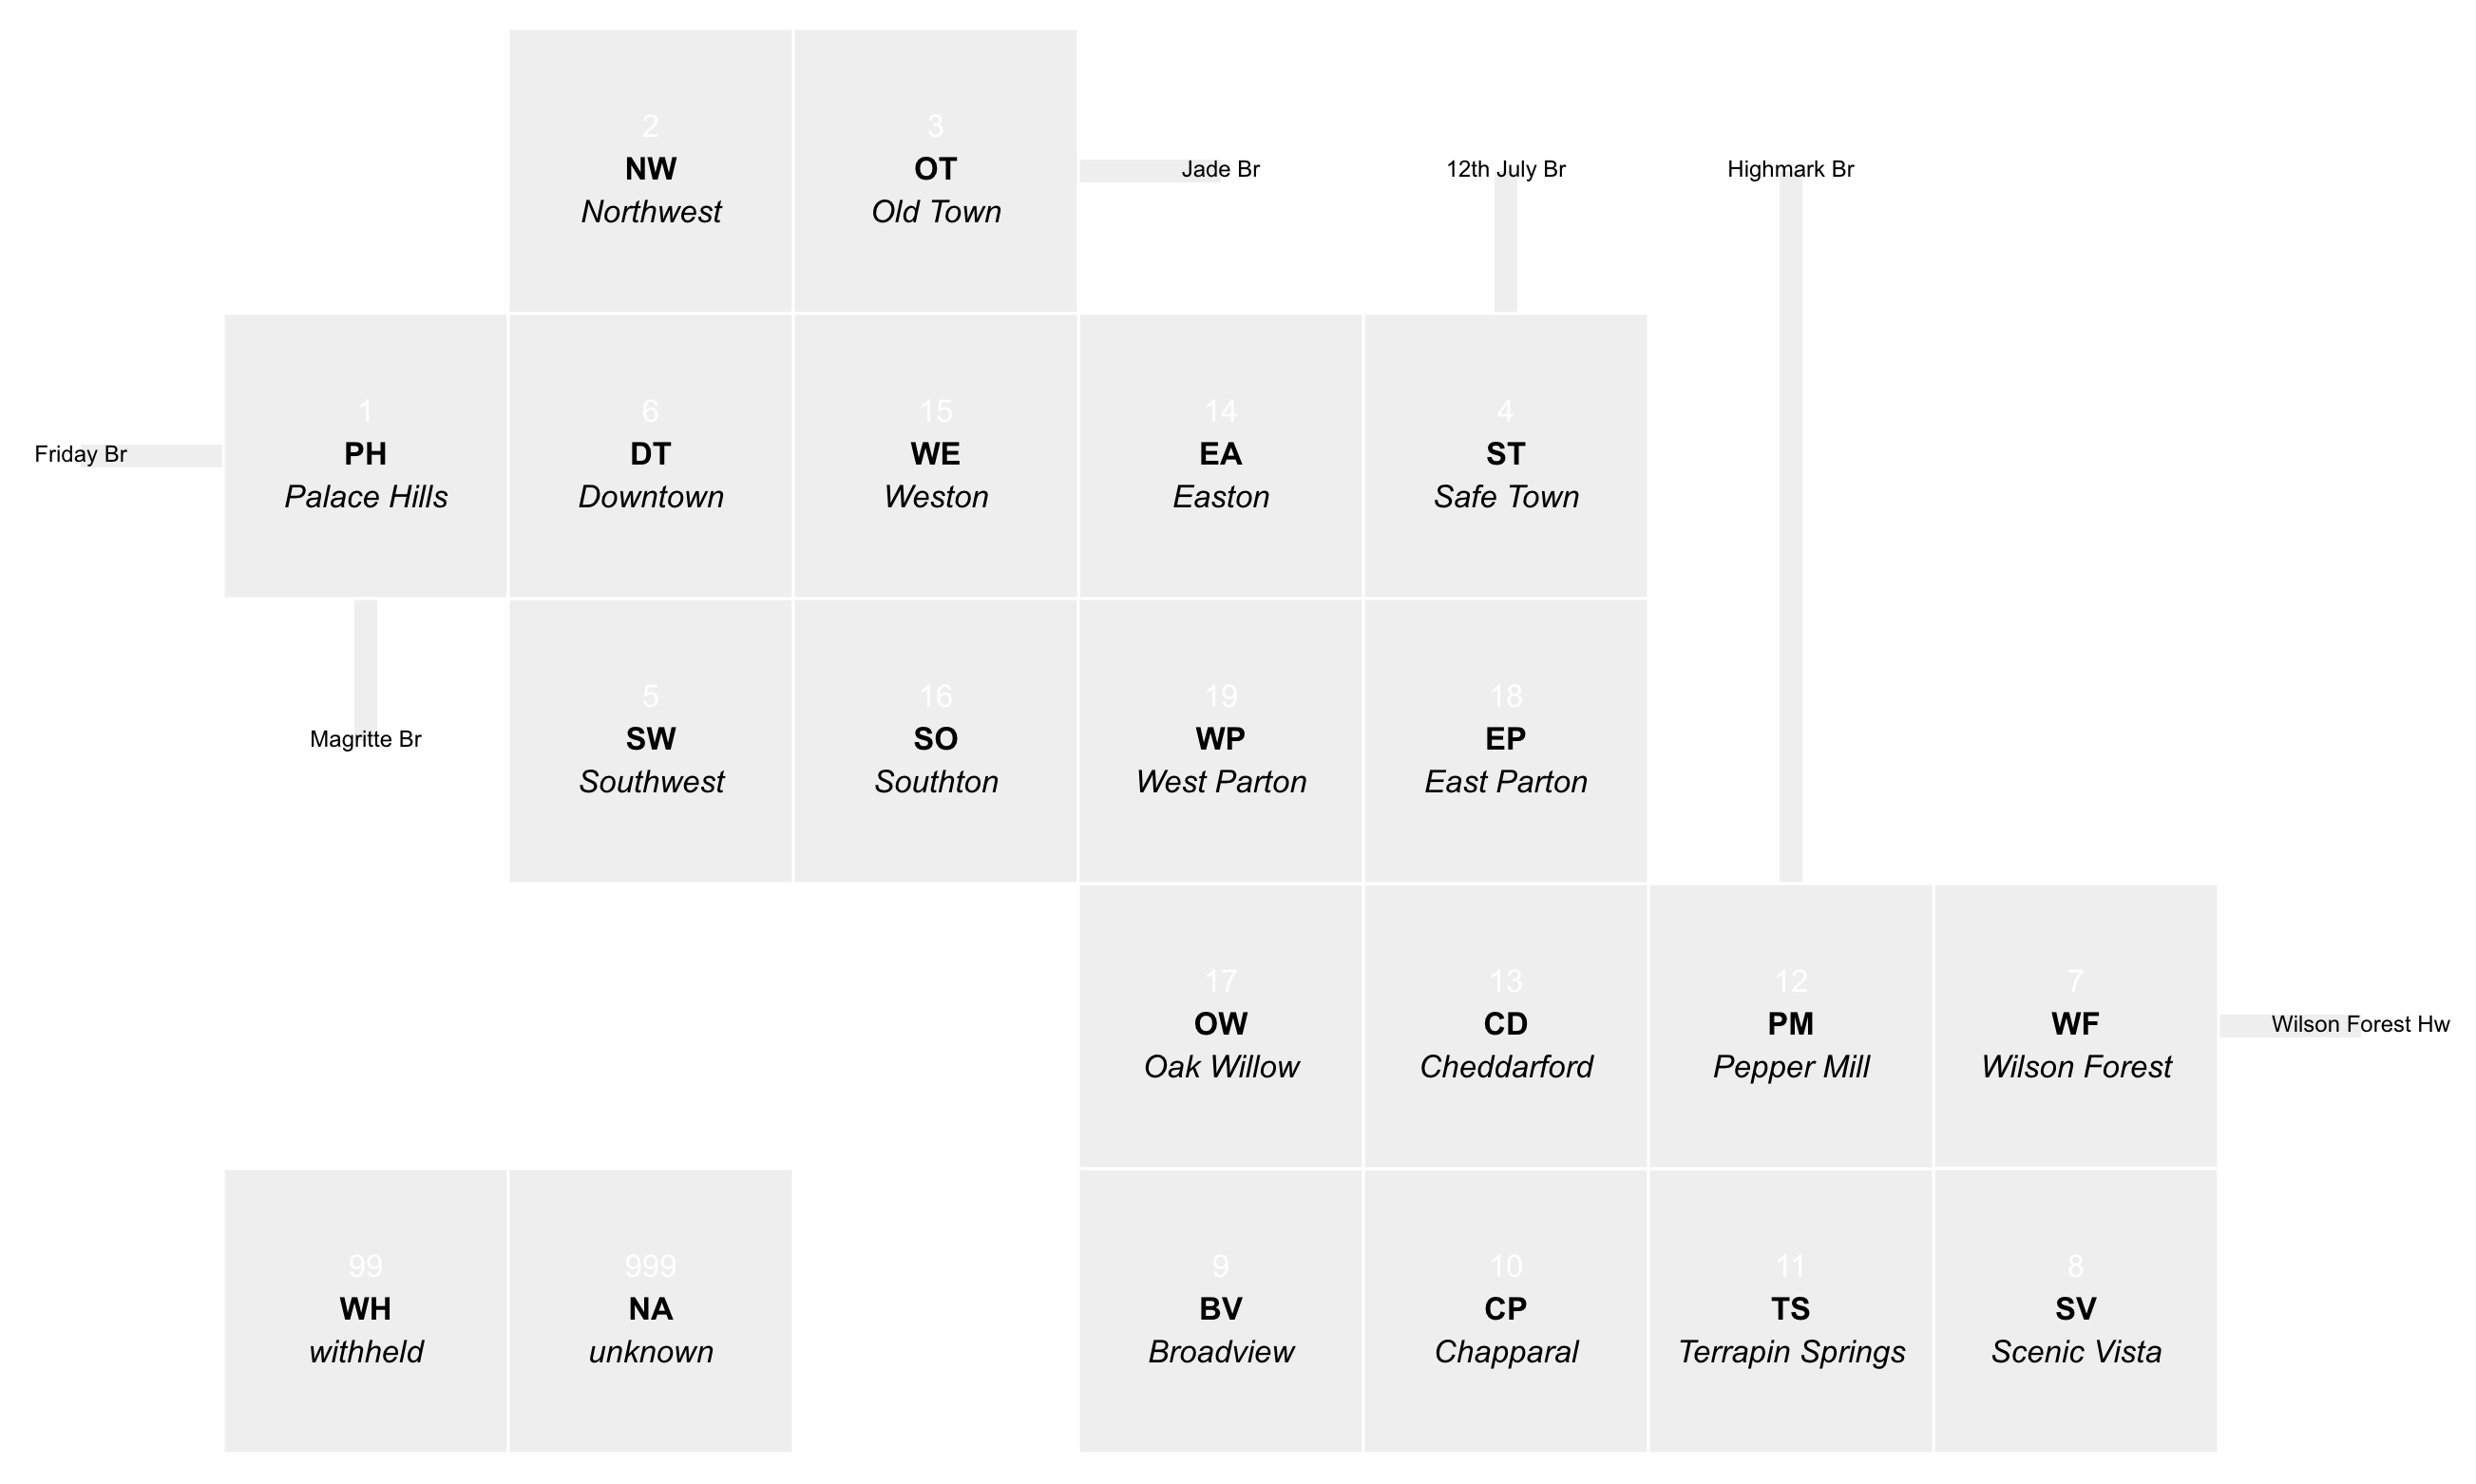 2
NW
Northwest
3
OT
Old Town
Jade Br
12th July Br
Highmark Br
Friday Br
1
PH
Palace Hills
6
DT
Downtown
15
WE
Weston
14
EA
Easton
4
ST
Safe Town
Magritte Br
5
SW
Southwest
16
SO
Southton
19
WP
West Parton
18
EP
East Parton
17
OW
Oak Willow
13
CD
Cheddarford
12
PM
Pepper Mill
7
WF
Wilson Forest
Wilson Forest Hw
99
WH
withheld
999
NA
unknown
9
BV
Broadview
10
CP
Chapparal
11
TS
Terrapin Springs
8
SV
Scenic Vista